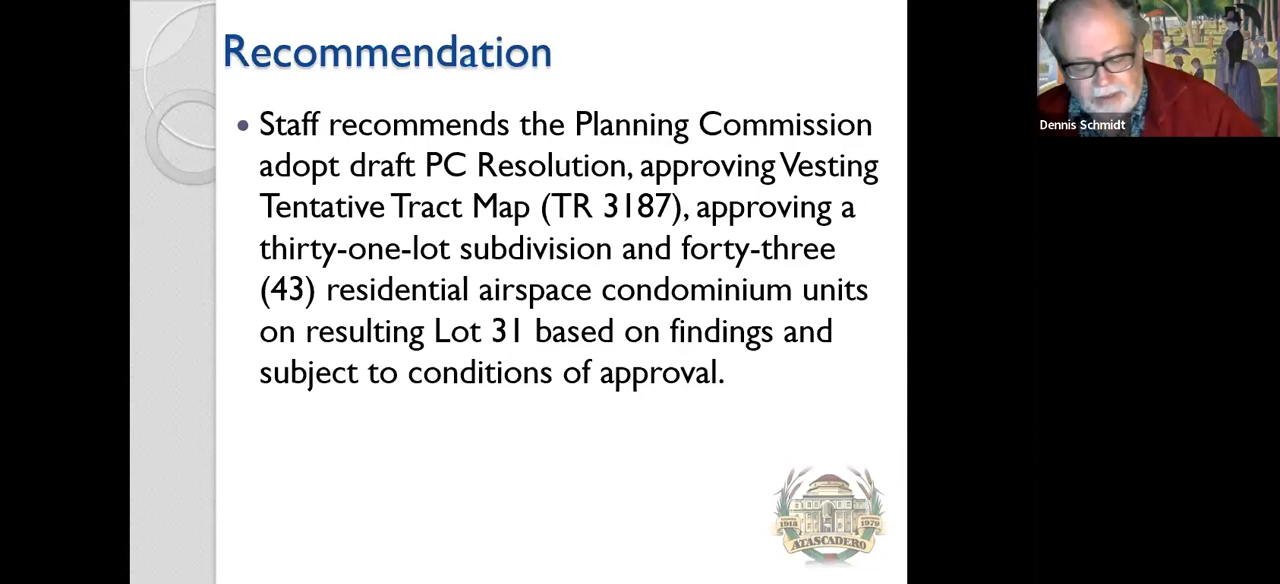 Recommendation
Staff recommends the Planning Commission
adopt draft PC Resolution, approving Vesting
Tentative Tract Map (TR 3187), approving a
thirty-one-lot subdivision and forty-three
(43) residential airspace condominium units
on resulting Lot 31 based on findings and
subject to conditions of approval.
Dennis Schmidt
1913
1979
ATASCADERO